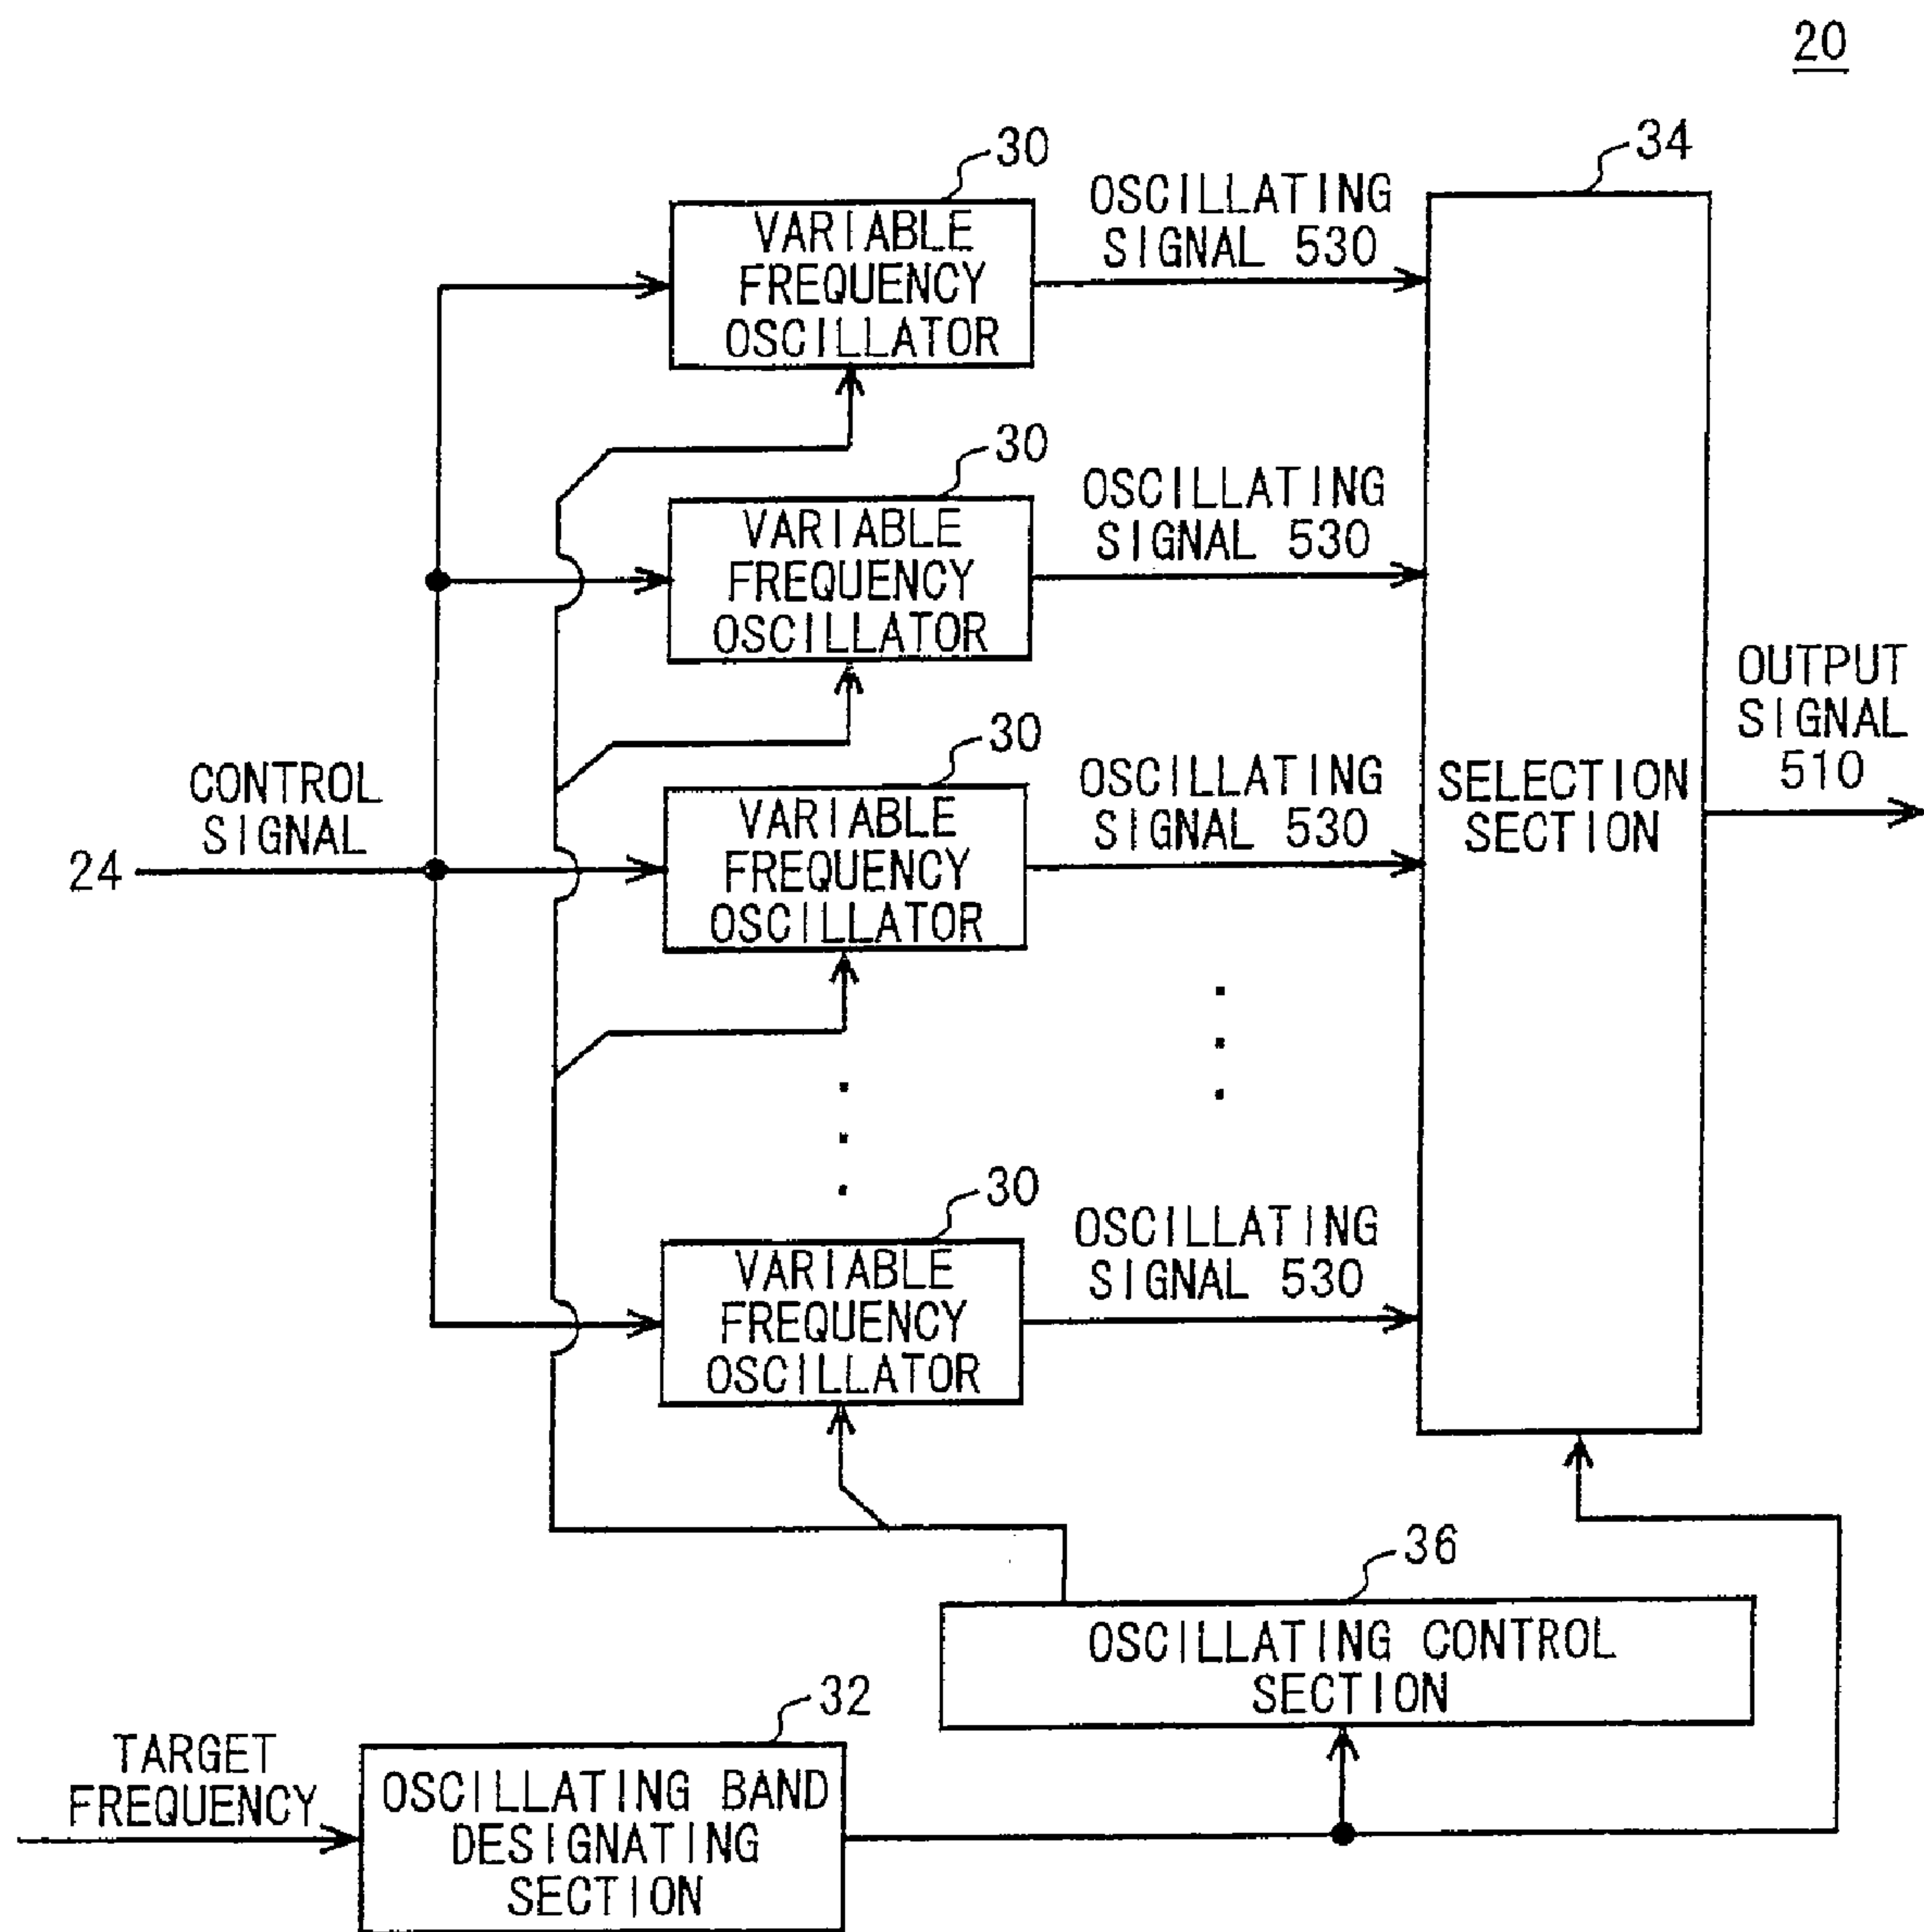 20
30
VARIABLE
FREQUENCY
OSCILLATOR
OSCILLATING
SIGNAL 530
34
30
VARIABLE
FREQUENCY
OSCILLATOR
OSCILLATING
SIGNAL 530
OUTPUT
SIGNAL
510
SELECTION
SECTION
30
VARIABLE
FREQUENCY
OSCILLATOR
OSCILLATING
SIGNAL 530
CONTROL
SIGNAL
24
30
VARIABLE
FREQUENCY
OSCILLATOR
OSCILLATING
SIGNAL 530
36
OSCILLATING CONTROL
SECTION
32
TARGET
FREQUENCY
OSCILLATING BAND
DESIGNATING
SECTION